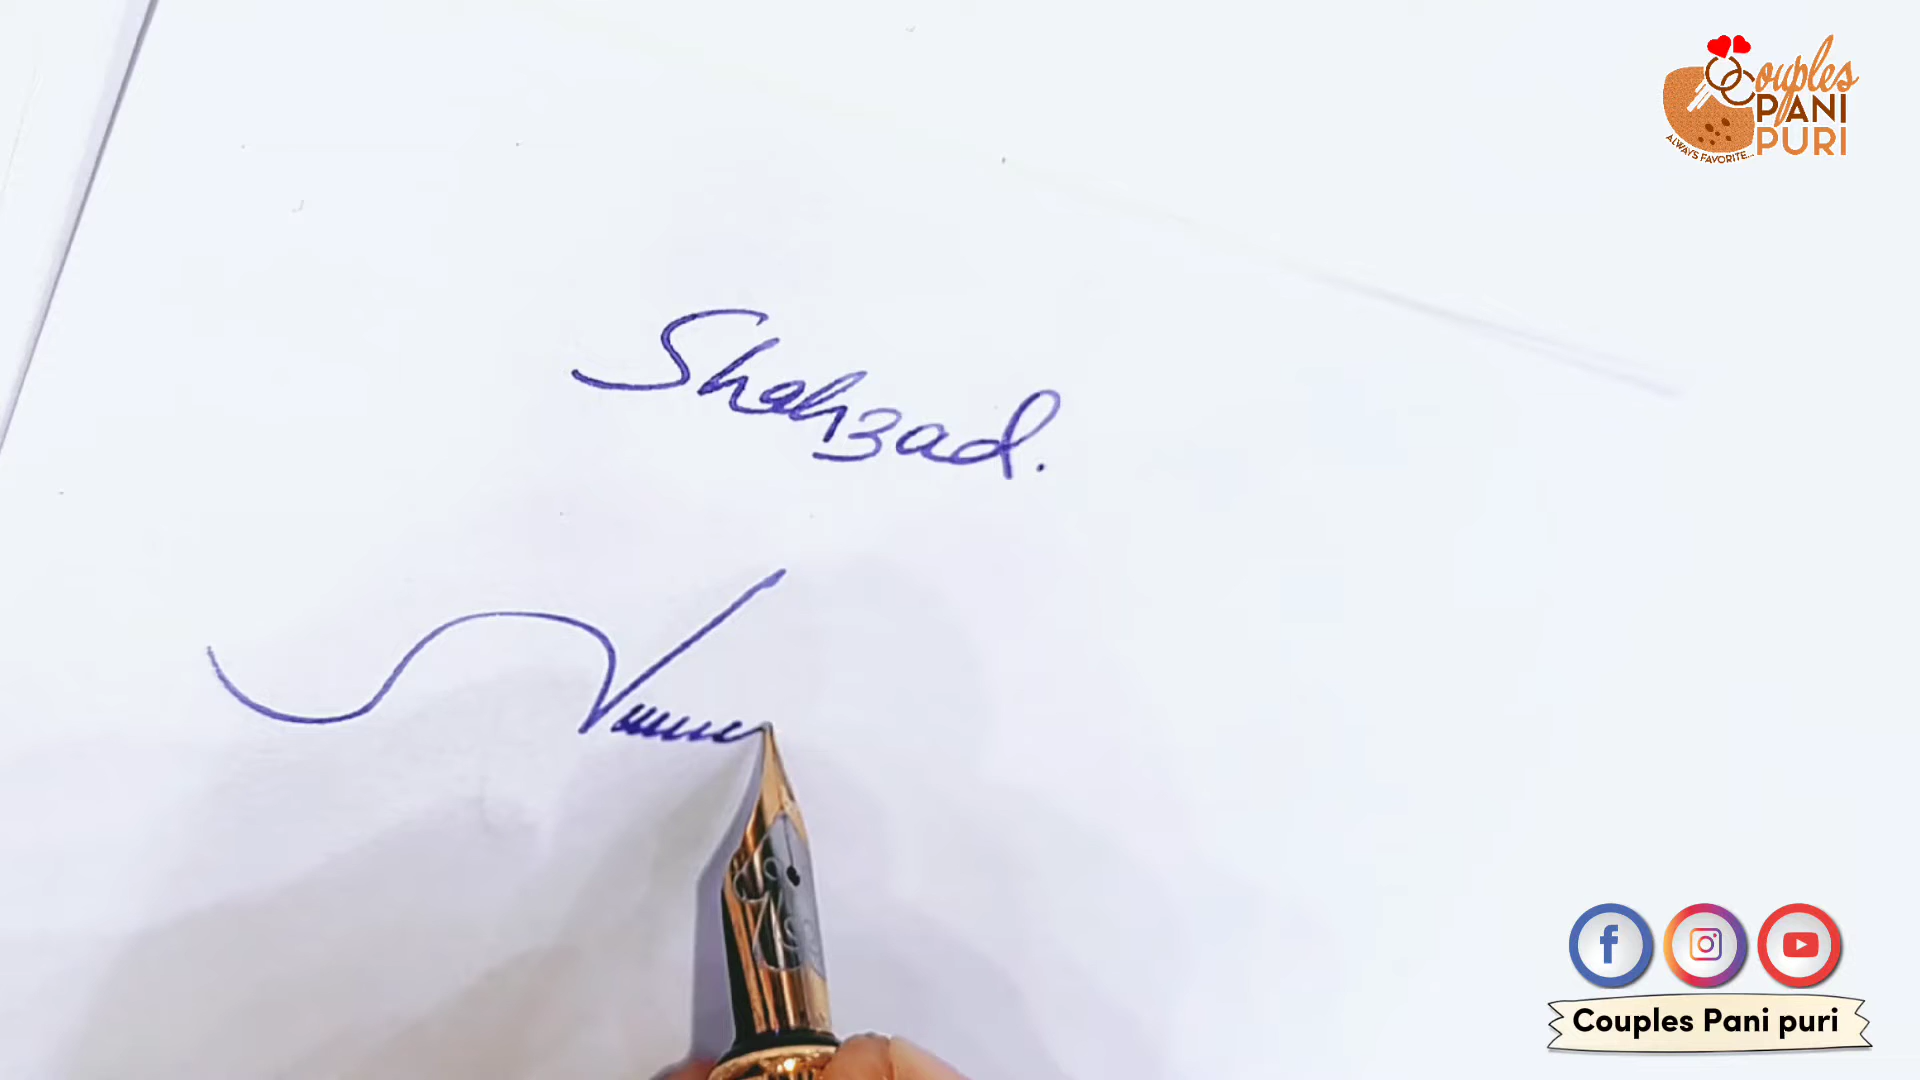 Couples
PANI
PURI
ALWAYS FAVORITE...
Shahzad.
Couples Pani puri